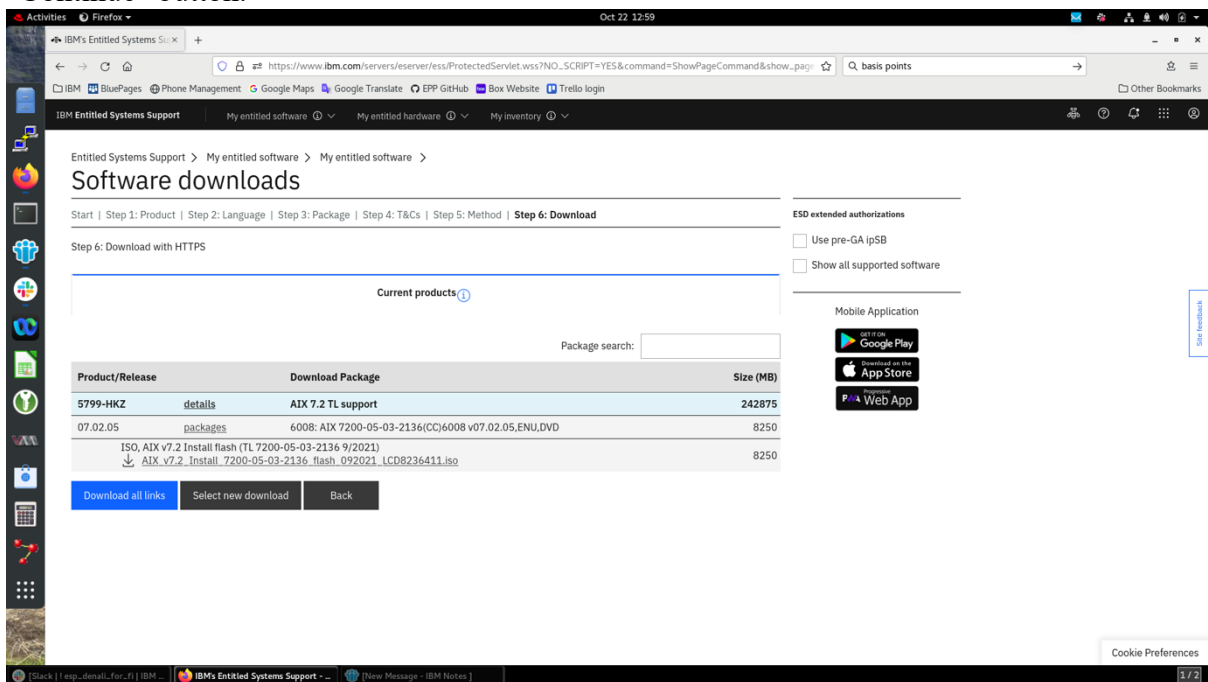 "Continue" button.
Activities Firefox Oct 22 12:59
IBM's Entitled Systems Su
https://www.ibm.com/servers/eserver/ess/ProtectedServlet.wss?NO_SCRIPT=YES&command=ShowPageCommand&show_page
basis points
IBM BluePages Phone Management Google Maps Google Translate EPP GitHub Box Website Trello login Other Bookmarks
IBM Entitled Systems Support My entitled software My entitled hardware My inventory
Entitled Systems Support > My entitled software > My entitled software >
Software downloads
Start | Step 1: Product | Step 2: Language | Step 3: Package | Step 4: T&Cs | Step 5: Method | Step 6: Download
Step 6: Download with HTTPS
Current products
Package search:
Product/Release Download Package Size (MB)
5799-HKZ details AIX 7.2 TL support 242875
07.02.05 packages 6008: AIX 7200-05-03-2136(CC)6008 v07.02.05,ENU,DVD 8250
ISO, AIX v7.2 Install flash (TL 7200-05-03-2136 9/2021)
AIX_v7.2_Install_7200-05-03-2136_flash_092021_LCD8236411.iso 8250
Download all links Select new download Back
ESD extended authorizations
Use pre-GA ipSB
Show all supported software
Mobile Application
GET IT ON
Google Play
Download on the
App Store
Progressive
PWA Web App
Site feedback
Cookie Preferences
[Slack | ! esp_denali_for_fi | IBM ... IBM's Entitled Systems Support - ... [New Message - IBM Notes ] 1 / 2